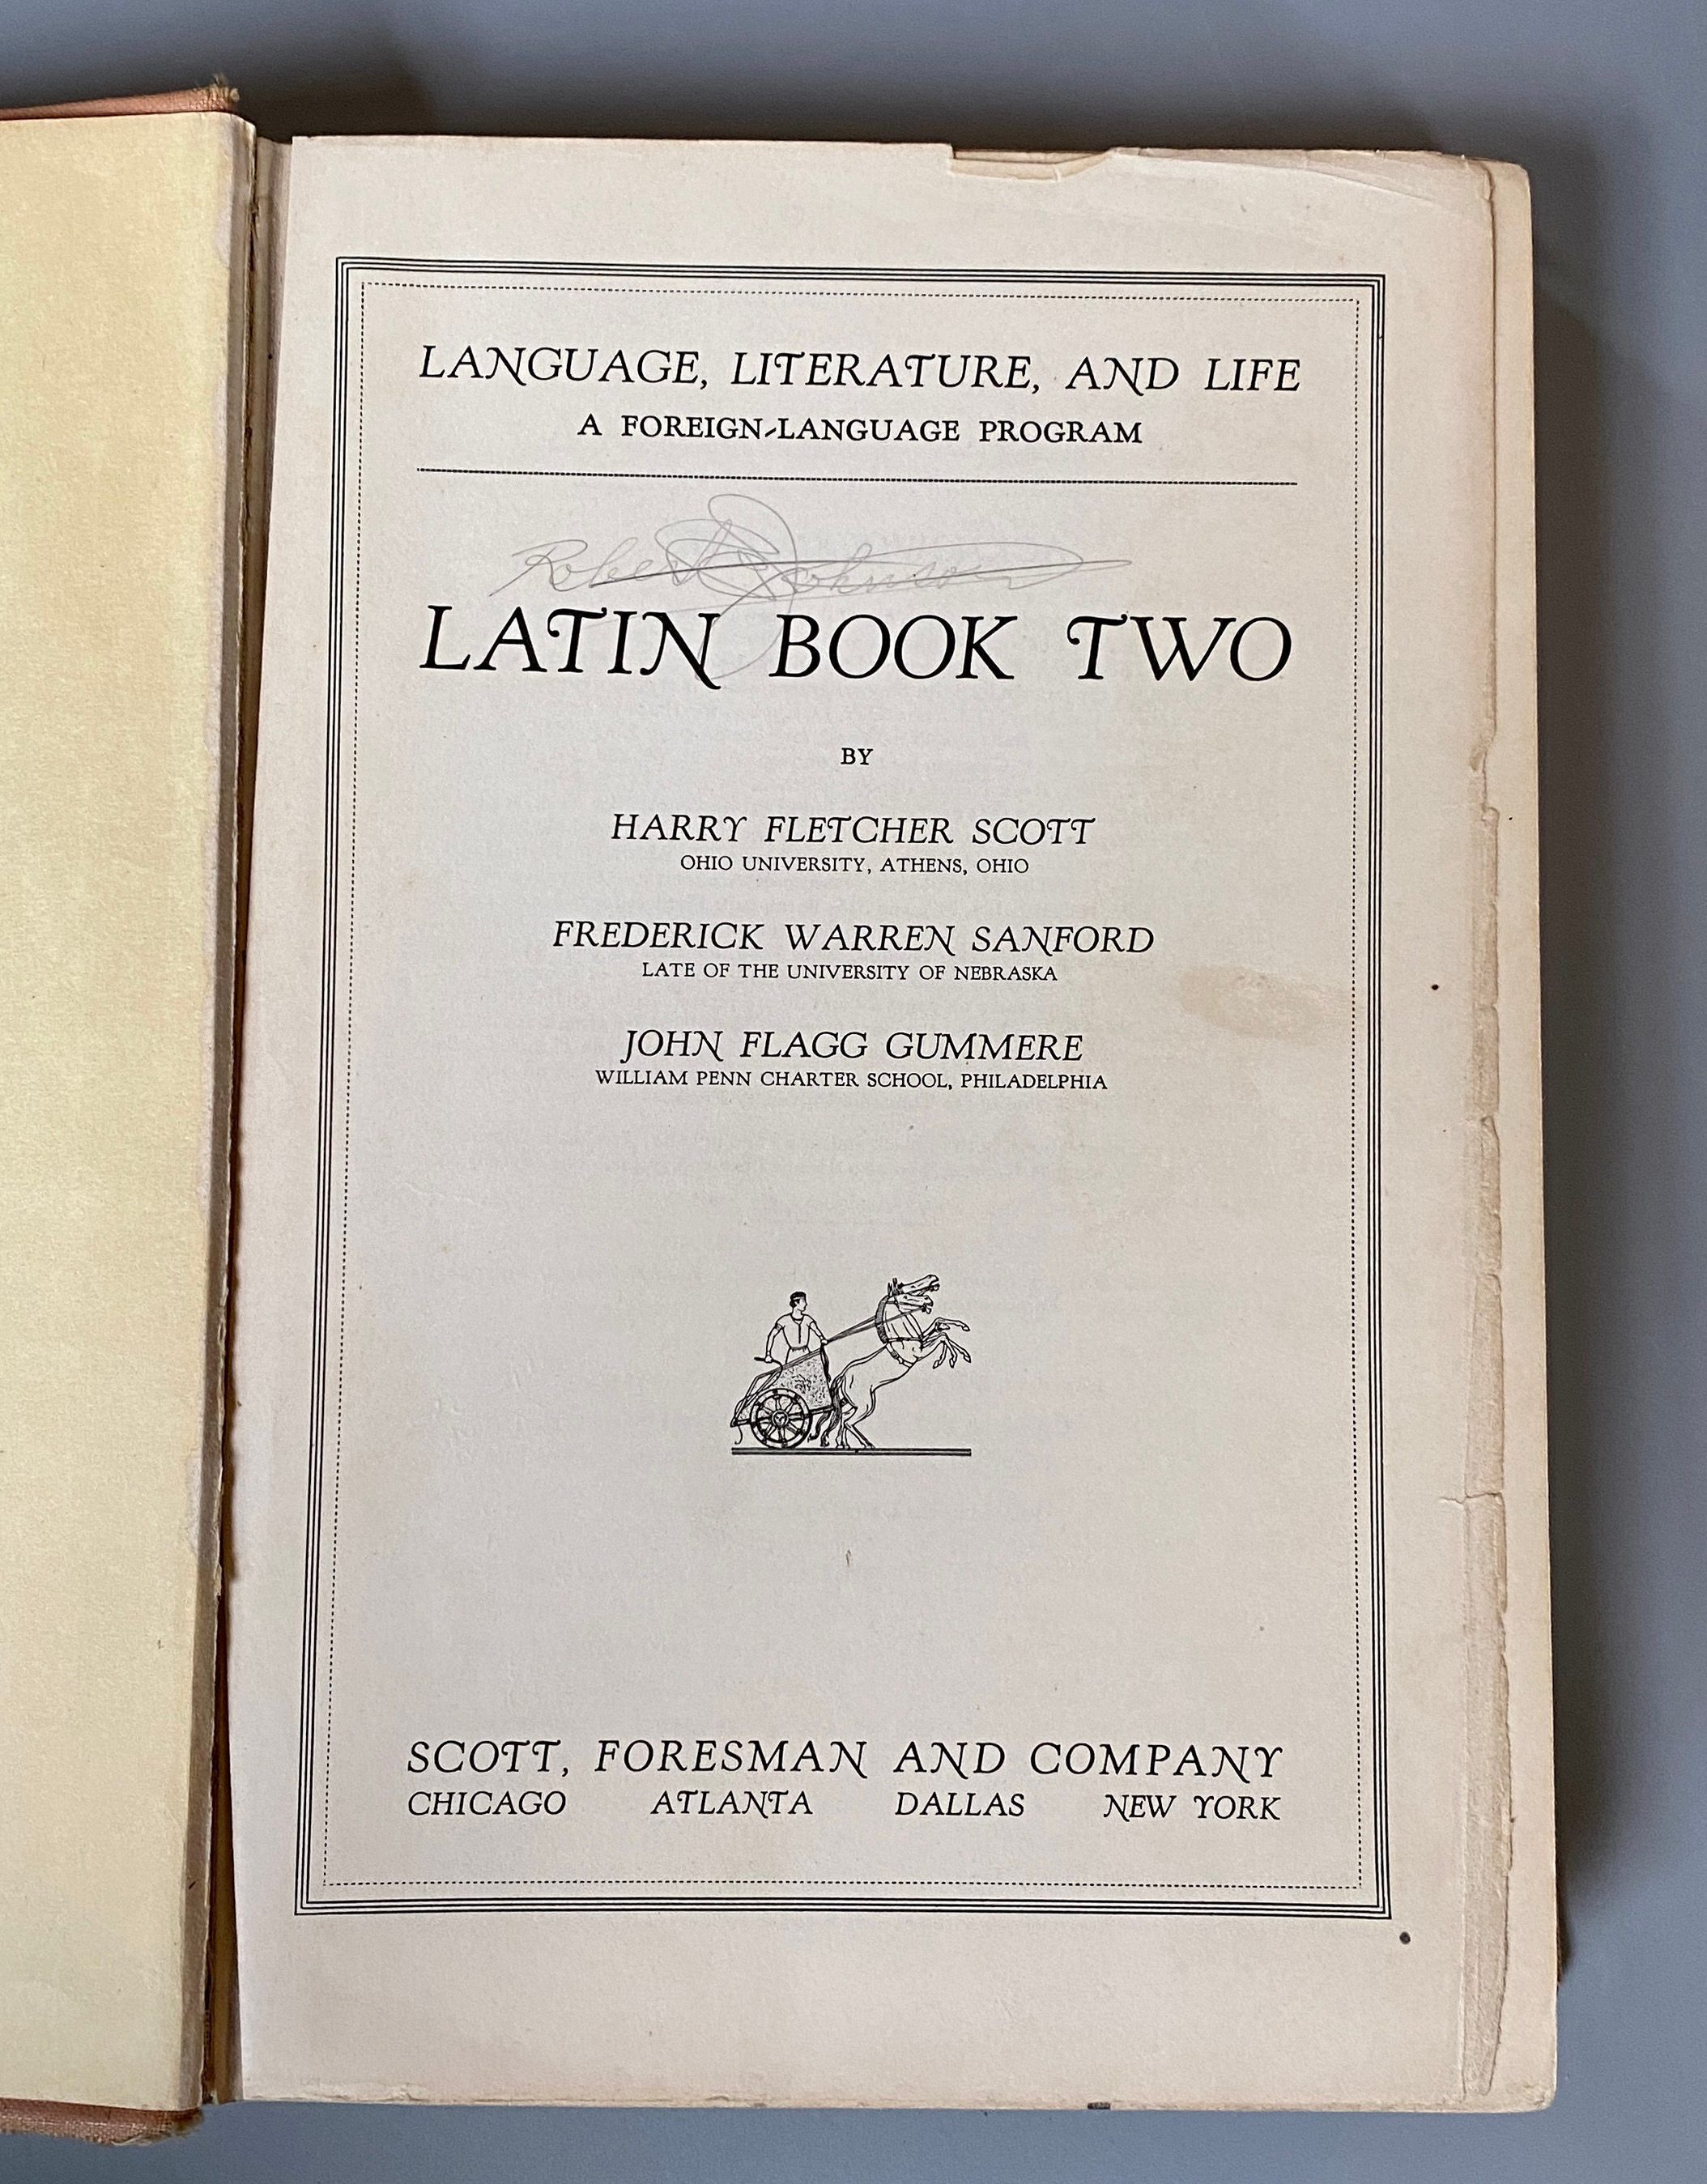 LANGUAGE, LITERATURE, AND LIFE
A FOREIGN-LANGUAGE PROGRAM
Robert Johnson
LATIN BOOK TWO
BY
HARRY FLETCHER SCOTT
OHIO UNIVERSITY, ATHENS, OHIO
FREDERICK WARREN SANFORD
LATE OF THE UNIVERSITY OF NEBRASKA
JOHN FLAGG GUMMERE
WILLIAM PENN CHARTER SCHOOL, PHILADELPHIA
SCOTT, FORESMAN AND COMPANY
CHICAGO ATLANTA DALLAS NEW YORK